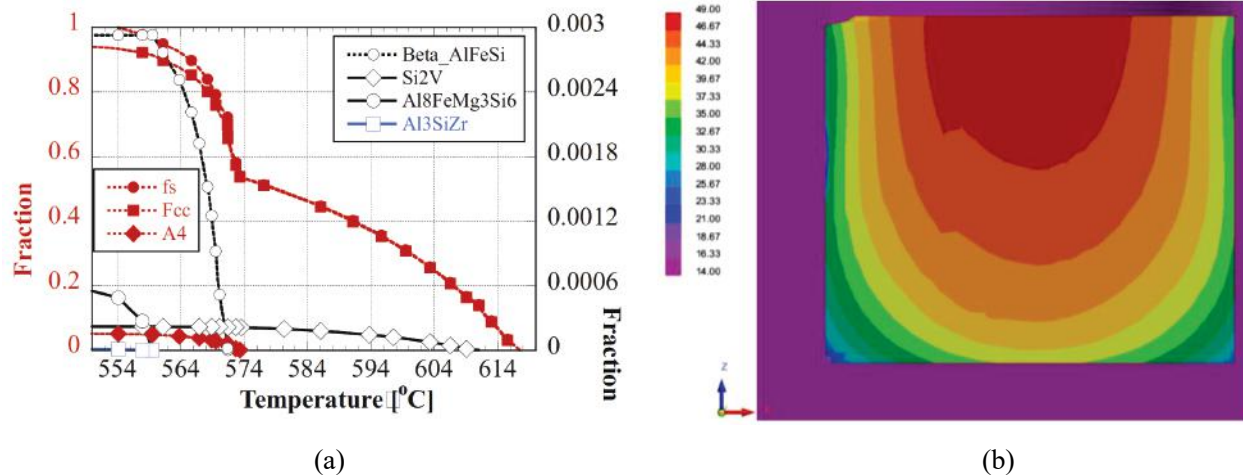 1
0.8
0.6
0.4
0.2
0
Fraction
0.003
0.0024
0.0018
0.0012
0.0006
0
Fraction
Beta_AlFeSi
Si2V
Al8FeMg3Si6
Al3SiZr
fs
Fcc
A4
554 564 574 584 594 604 614
Temperature [°C]
(a)
49.00
46.67
44.33
42.00
39.67
37.33
35.00
32.67
30.33
28.00
25.67
23.33
21.00
18.67
16.33
14.00
Z
(b)